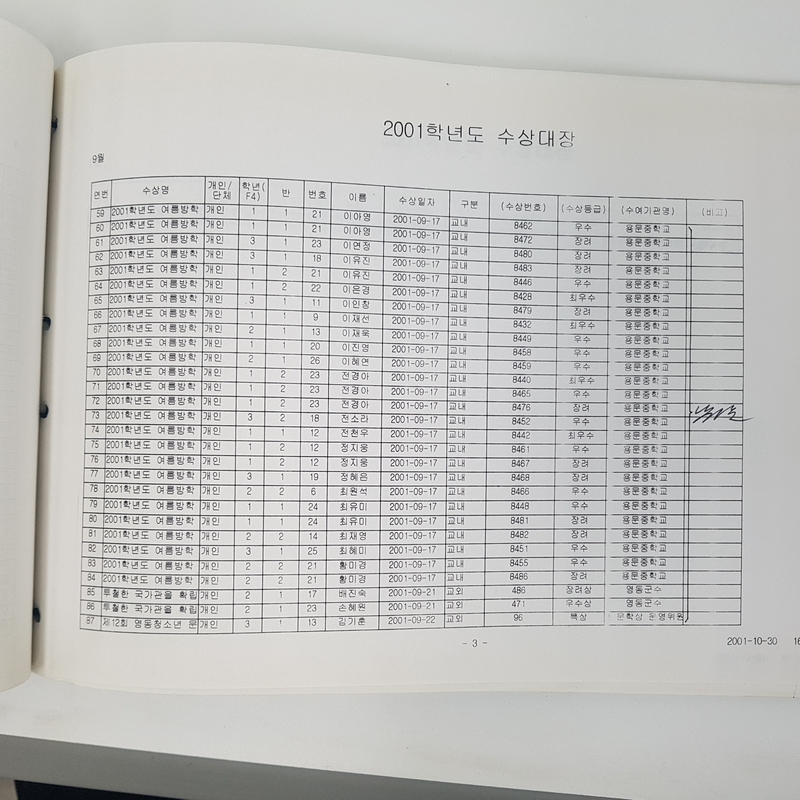 2001학년도 수상대장
9월
연번 수상명 개인/단체 학년(F4) 반 번호 이름 수상일자 구분 (수상번호) (수상등급) (수여기관명) (비고)
59 2001학년도 여름방학 개인 1 1 21 이아영 2001-09-17 교내 8462 우수 용문중학교
60 2001학년도 여름방학 개인 1 1 21 이아영 2001-09-17 교내 8472 장려 용문중학교
61 2001학년도 여름방학 개인 3 1 23 이연정 2001-09-17 교내 8480 장려 용문중학교
62 2001학년도 여름방학 개인 3 1 18 이유진 2001-09-17 교내 8483 장려 용문중학교
63 2001학년도 여름방학 개인 1 2 21 이유진 2001-09-17 교내 8446 우수 용문중학교
64 2001학년도 여름방학 개인 1 2 22 이은경 2001-09-17 교내 8428 최우수 용문중학교
65 2001학년도 여름방학 개인 3 1 11 이인창 2001-09-17 교내 8479 장려 용문중학교
66 2001학년도 여름방학 개인 1 1 9 이재선 2001-09-17 교내 8432 최우수 용문중학교
67 2001학년도 여름방학 개인 2 1 13 이재욱 2001-09-17 교내 8449 우수 용문중학교
68 2001학년도 여름방학 개인 1 1 20 이진영 2001-09-17 교내 8458 우수 용문중학교
69 2001학년도 여름방학 개인 2 1 26 이혜연 2001-09-17 교내 8459 우수 용문중학교
70 2001학년도 여름방학 개인 1 2 23 전경아 2001-09-17 교내 8440 최우수 용문중학교
71 2001학년도 여름방학 개인 1 2 23 전경아 2001-09-17 교내 8465 우수 용문중학교
72 2001학년도 여름방학 개인 1 2 23 전경아 2001-09-17 교내 8476 장려 용문중학교
73 2001학년도 여름방학 개인 3 2 18 전소라 2001-09-17 교내 8452 우수 용문중학교
74 2001학년도 여름방학 개인 1 1 12 전천우 2001-09-17 교내 8442 최우수 용문중학교
75 2001학년도 여름방학 개인 1 2 12 정지웅 2001-09-17 교내 8461 우수 용문중학교
76 2001학년도 여름방학 개인 1 2 12 정지웅 2001-09-17 교내 8467 장려 용문중학교
77 2001학년도 여름방학 개인 3 1 19 정혜은 2001-09-17 교내 8468 장려 용문중학교
78 2001학년도 여름방학 개인 2 2 6 최원석 2001-09-17 교내 8466 우수 용문중학교
79 2001학년도 여름방학 개인 1 1 24 최유미 2001-09-17 교내 8448 우수 용문중학교
80 2001학년도 여름방학 개인 1 1 24 최유미 2001-09-17 교내 8481 장려 용문중학교
81 2001학년도 여름방학 개인 2 2 14 최재영 2001-09-17 교내 8482 장려 용문중학교
82 2001학년도 여름방학 개인 3 1 25 최혜미 2001-09-17 교내 8451 우수 용문중학교
83 2001학년도 여름방학 개인 2 2 21 황미경 2001-09-17 교내 8455 우수 용문중학교
84 2001학년도 여름방학 개인 2 2 21 황미경 2001-09-17 교내 8486 장려 용문중학교
85 투철한 국가관을 확립 개인 2 1 17 배진숙 2001-09-21 교외 486 장려상 영동군수
86 투철한 국가관을 확립 개인 2 1 23 손혜원 2001-09-21 교외 471 우수상 영동군수
87 제12회 영동청소년 문 개인 3 1 13 김기훈 2001-09-22 교외 96 특상 문학상 운영위원
- 3 -
2001-10-30 16